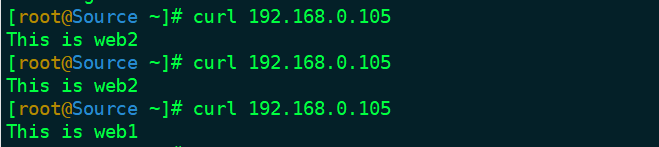 [root@Source ~]# curl 192.168.0.105
This is web2
[root@Source ~]# curl 192.168.0.105
This is web2
[root@Source ~]# curl 192.168.0.105
This is web1